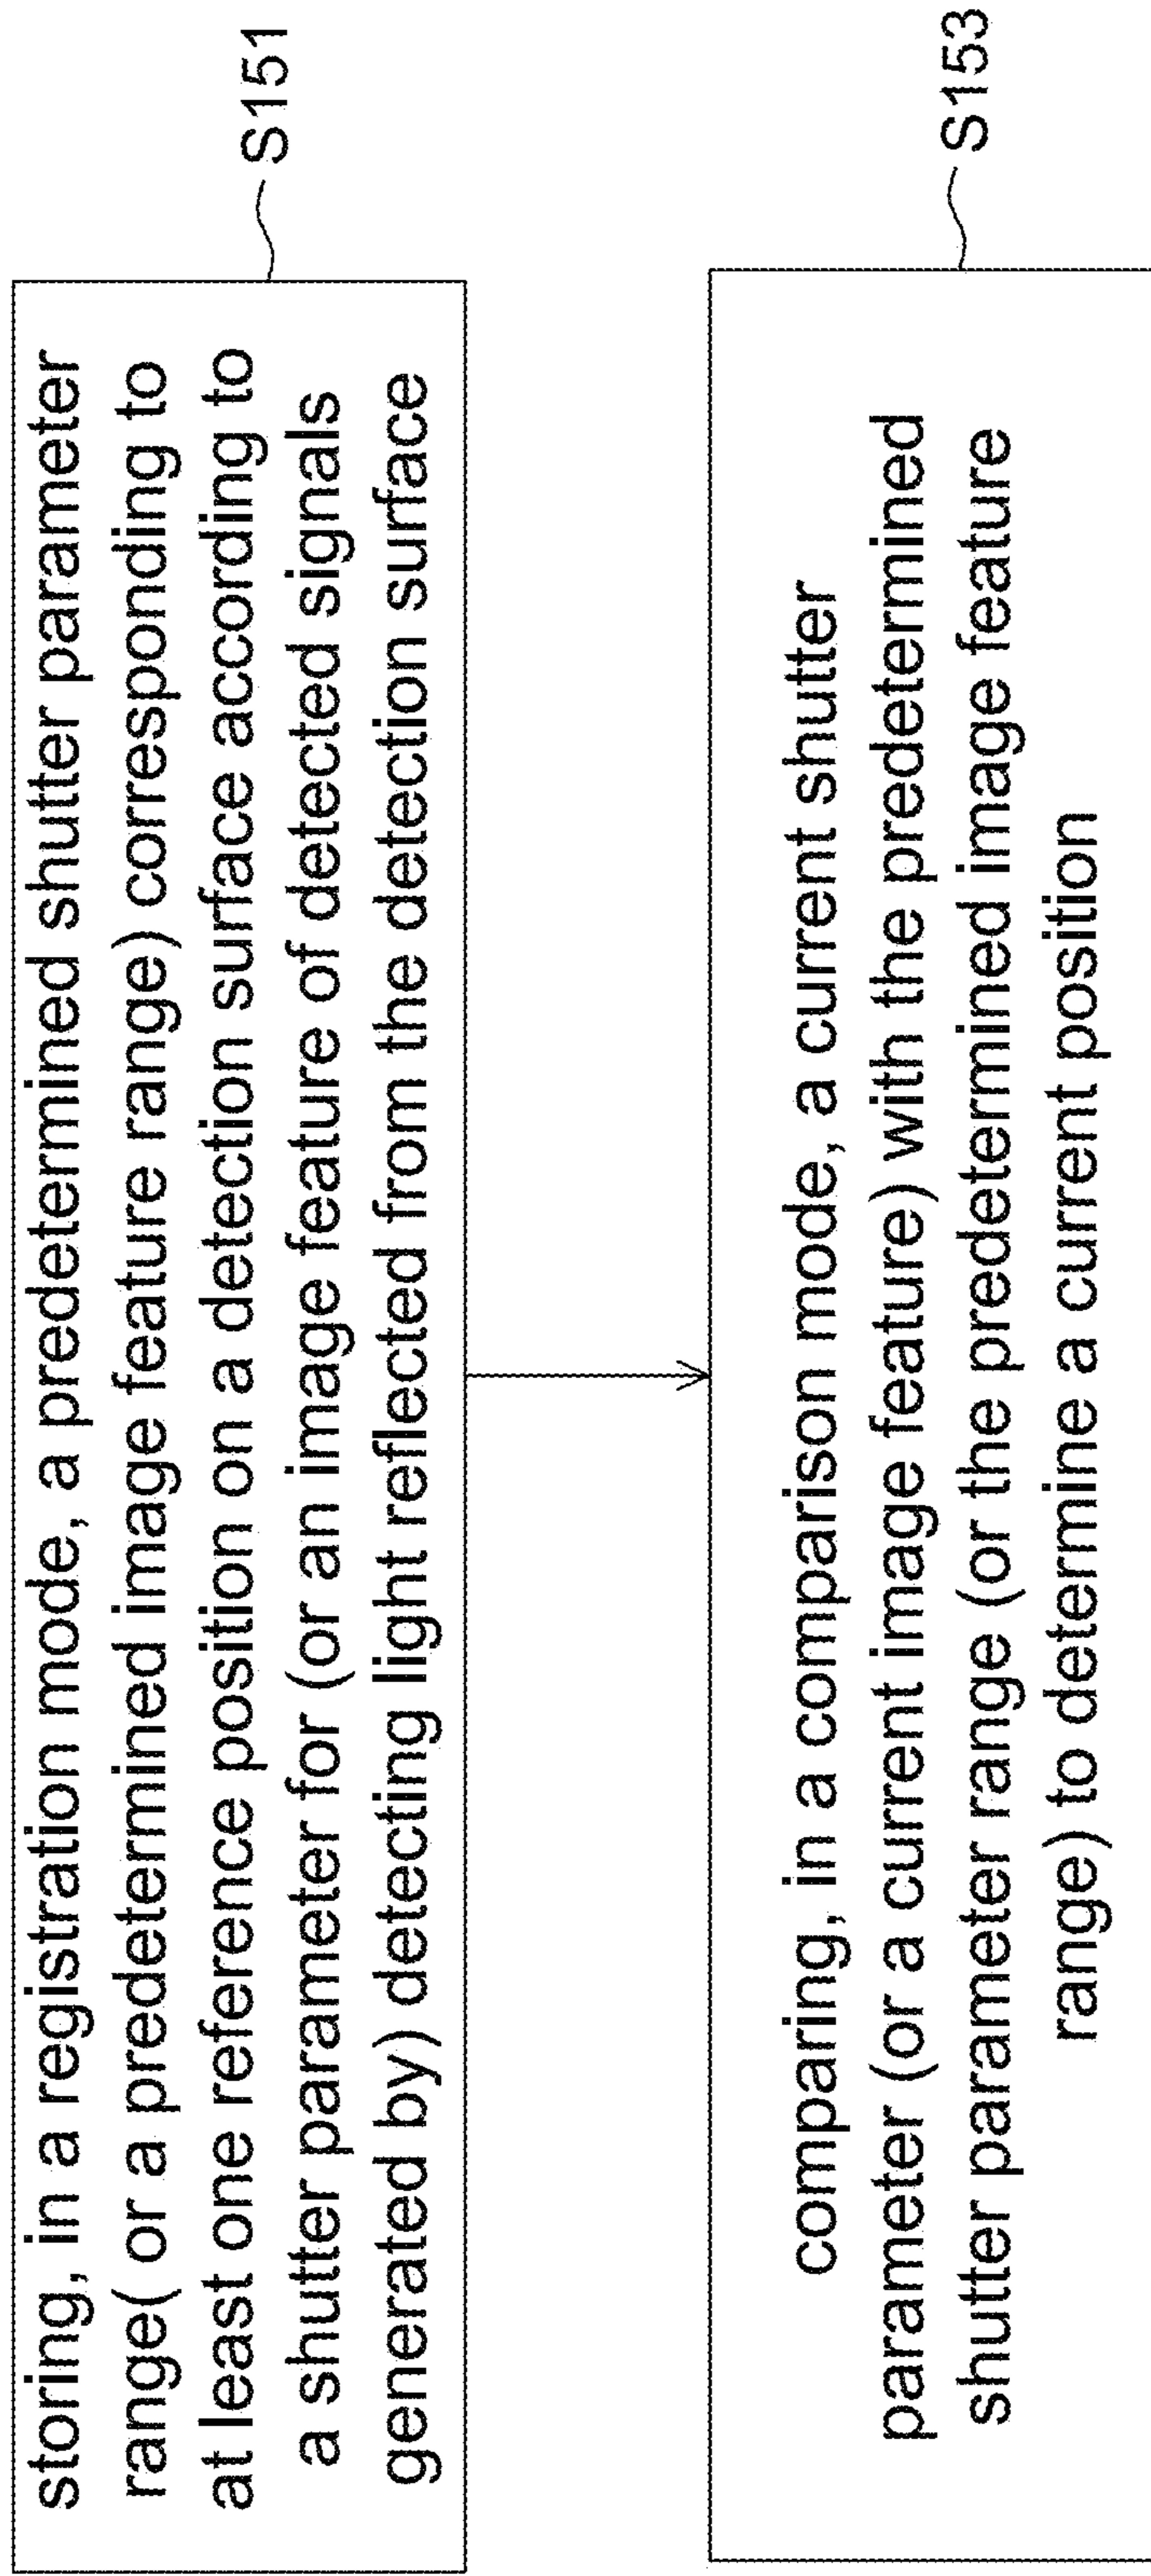 storing, in a registration mode, a predetermined shutter parameter
range( or a predetermined image feature range) corresponding to
at least one reference position on a detection surface according to
a shutter parameter for (or an image feature of detected signals
generated by) detecting light reflected from the detection surface
S151
comparing, in a comparison mode, a current shutter
parameter (or a current image feature) with the predetermined
shutter parameter range (or the predetermined image feature
range) to determine a current position
S153